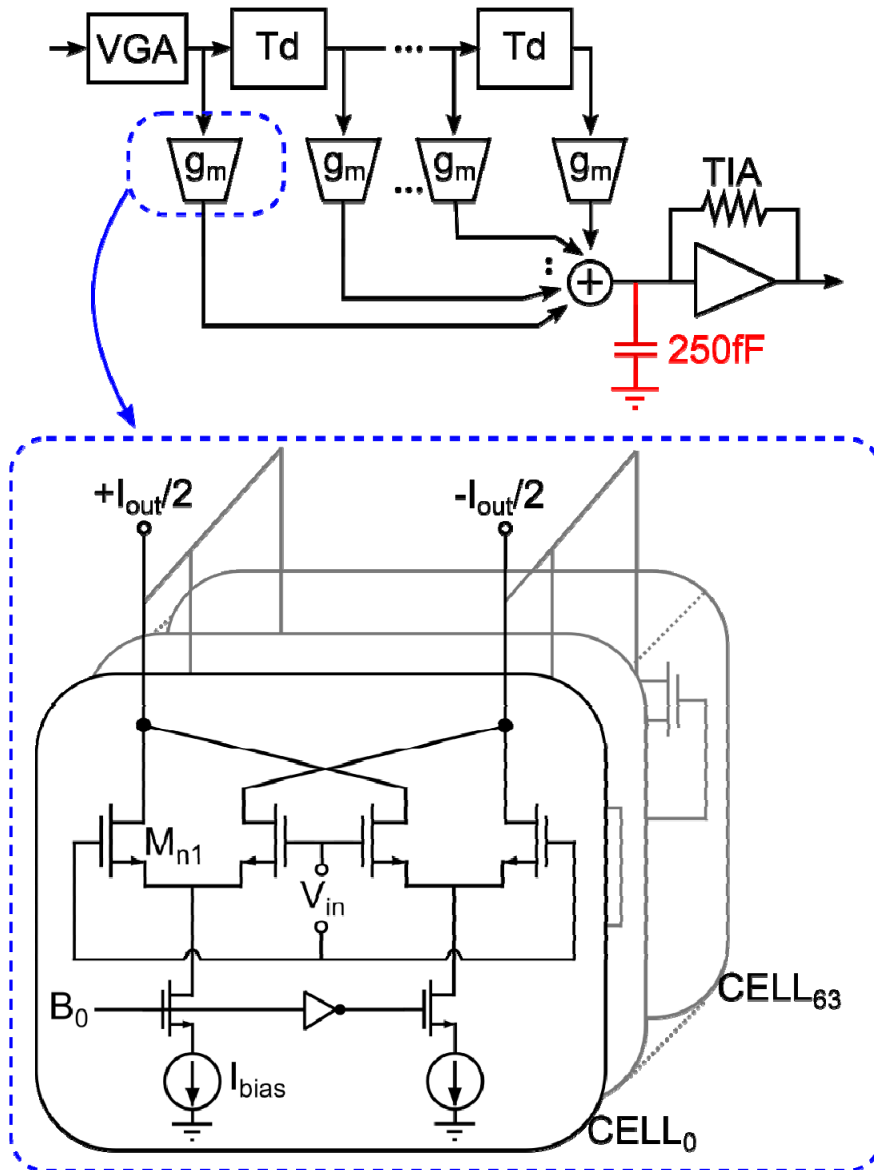 VGA
Td
...
Td
gm
gm
...
gm
gm
TIA
+
250fF
+Iout/2
-Iout/2
Mn1
Vin
B0
Ibias
CELL63
CELL0